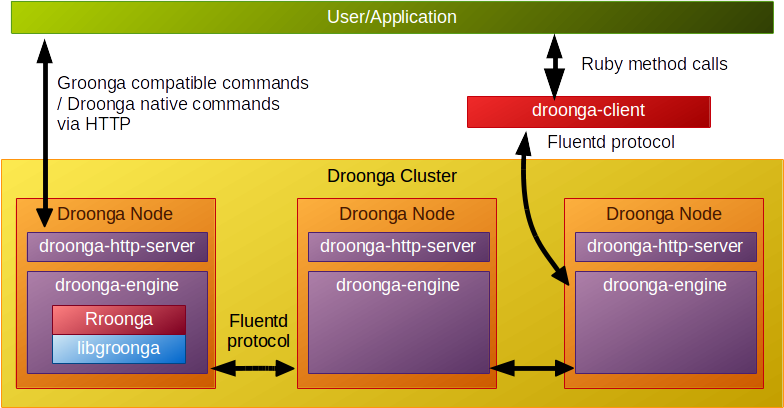 User/Application
Groonga compatible commands
/ Droonga native commands
via HTTP
Ruby method calls
droonga-client
Fluentd protocol
Droonga Cluster
Droonga Node
droonga-http-server
droonga-engine
Rroonga
libgroonga
Fluentd
protocol
Droonga Node
droonga-http-server
droonga-engine
Droonga Node
droonga-http-server
droonga-engine